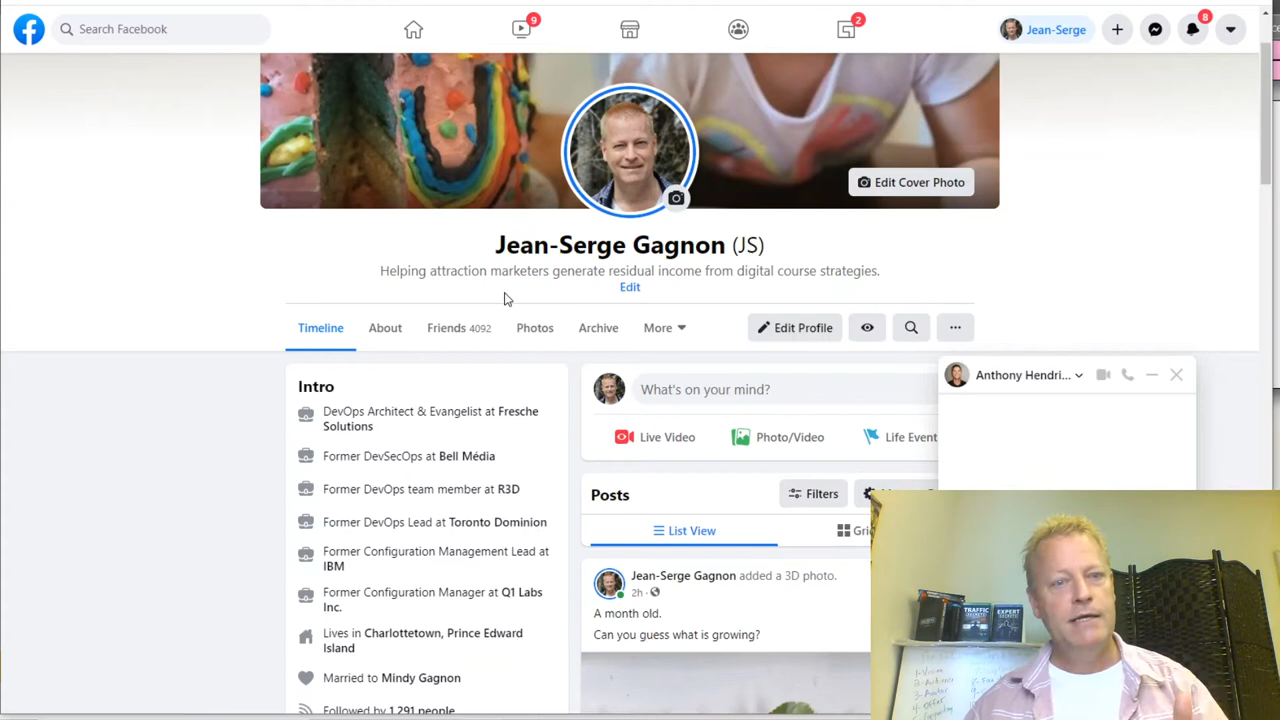 Search Facebook
9
2
Jean-Serge
8
Edit Cover Photo
Jean-Serge Gagnon (JS)
Helping attraction marketers generate residual income from digital course strategies.
Edit
Timeline
About
Friends 4092
Photos
Archive
More
Edit Profile
Intro
DevOps Architect & Evangelist at Fresche
Solutions
Former DevSecOps at Bell Média
Former DevOps team member at R3D
Former DevOps Lead at Toronto Dominion
Former Configuration Management Lead at
IBM
Former Configuration Manager at Q1 Labs
Inc.
Lives in Charlottetown, Prince Edward
Island
Married to Mindy Gagnon
Followed by 1,291 people
What's on your mind?
Live Video
Photo/Video
Life Event
Posts
Filters
List View
Jean-Serge Gagnon added a 3D photo.
2h
A month old.
Can you guess what is growing?
Anthony Hendri...
TRAFFIC
SECRETS
EXPERT
SECRETS